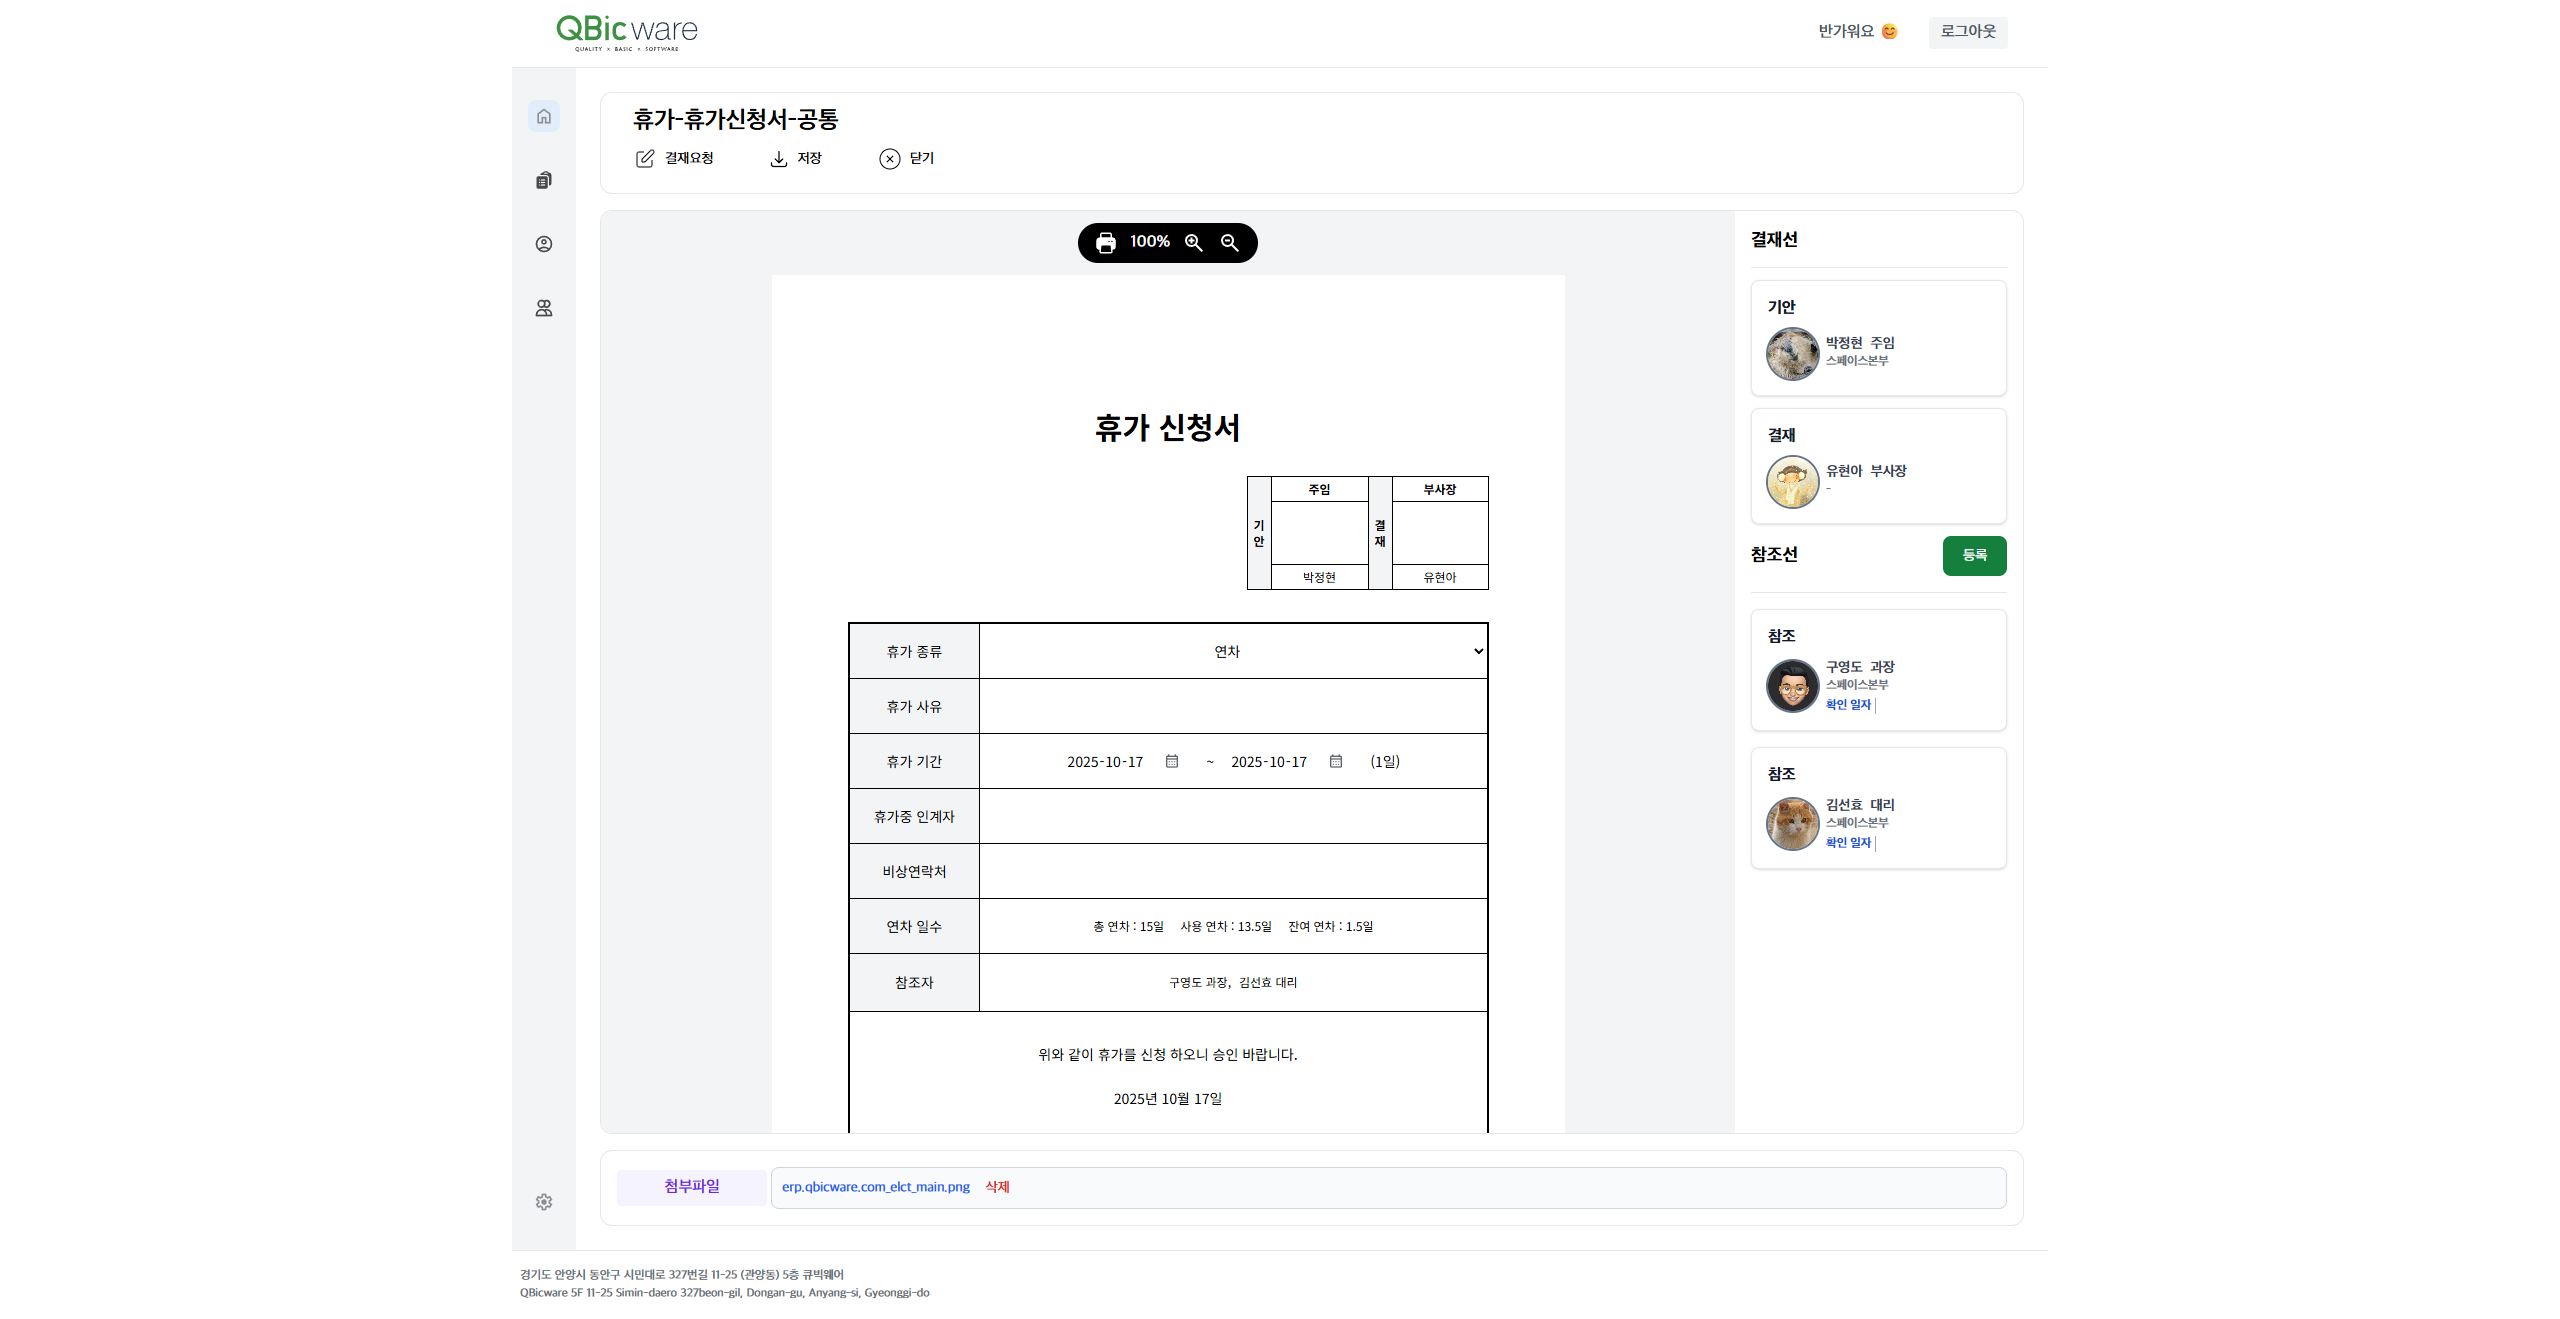 QBic ware
QUALITY × BASIC × SOFTWARE
반가워요 😊 로그아웃
휴가-휴가신청서-공통
결재요청 저장 닫기
100%
휴가 신청서
기안 주임 결재 부사장
박정현 유현아
휴가 종류 연차
휴가 사유
휴가 기간 2025-10-17 ~ 2025-10-17 (1일)
휴가중 인계자
비상연락처
연차 일수 총 연차 : 15일 사용 연차 : 13.5일 잔여 연차 : 1.5일
참조자 구영도 과장, 김선효 대리
위와 같이 휴가를 신청 하오니 승인 바랍니다.
2025년 10월 17일
결재선
기안
박정현 주임
스페이스본부
결재
유현아 부사장
-
참조선 등록
참조
구영도 과장
스페이스본부
확인 일자
참조
김선효 대리
스페이스본부
확인 일자
첨부파일 erp.qbicware.com_elct_main.png 삭제
경기도 안양시 동안구 시민대로 327번길 11-25 (관양동) 5층 큐빅웨어
QBicware 5F 11-25 Simin-daero 327beon-gil, Dongan-gu, Anyang-si, Gyeonggi-do